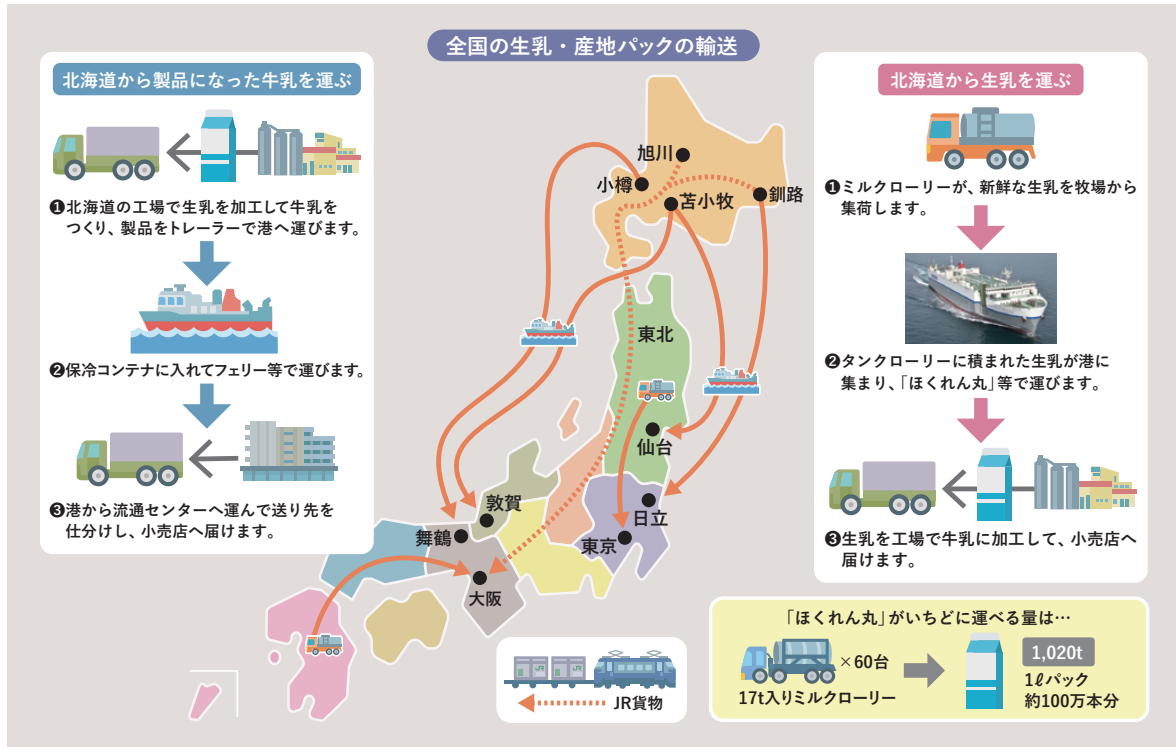 全国の生乳・産地パックの輸送
北海道から製品になった牛乳を運ぶ
❶北海道の工場で生乳を加工して牛乳を
つくり、製品をトレーラーで港へ運びます。
❷保冷コンテナに入れてフェリー等で運びます。
❸港から流通センターへ運んで送り先を
仕分けし、小売店へ届けます。
旭川
小樽
苫小牧
釧路
東北
仙台
敦賀
日立
舞鶴
東京
大阪
JR
JR
JR貨物
北海道から生乳を運ぶ
❶ミルクローリーが、新鮮な生乳を牧場から
集荷します。
❷タンクローリーに積まれた生乳が港に
集まり、「ほくれん丸」等で運びます。
❸生乳を工場で牛乳に加工して、小売店へ
届けます。
「ほくれん丸」がいちどに運べる量は…
×60台
17t入りミルクローリー
1,020t
1ℓパック
約100万本分